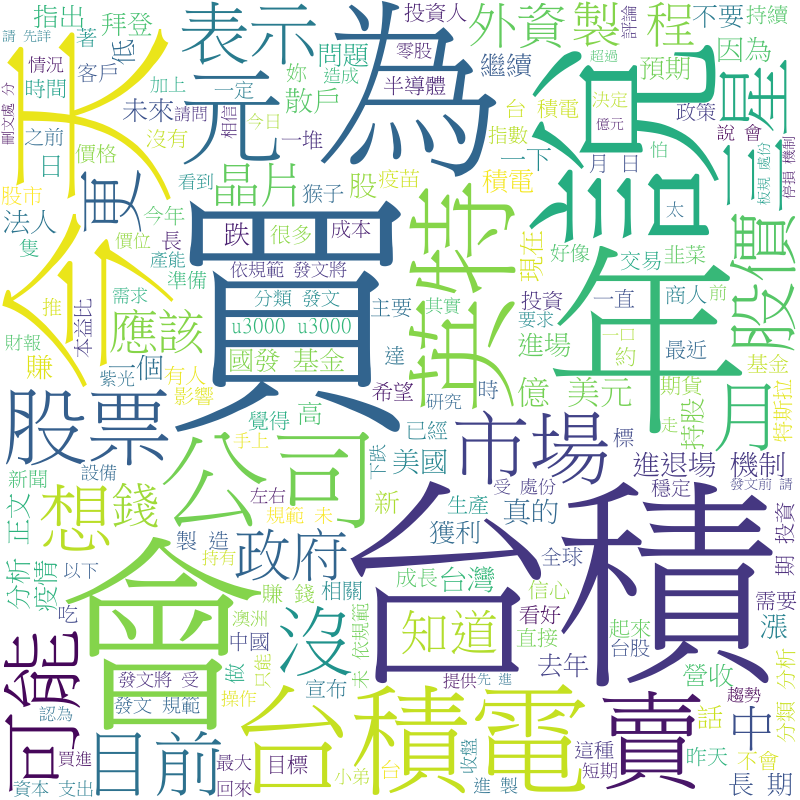 請 先詳
指出
拜登
著
低
表示
投資人
評論
外資
製 程
不要
持續
情況
客戶
時間
加上
一定
妳
問題
造成
零股
繼續
因為
超過
預期
刪文處 分
天
今
元
為
散戶
半導體
未來
請問
沒有
相信
今日
一堆
台 積電
指數
決定
億元
政策
說 會
星
三
之前
價格
日
更
晶片
股
疫苗
積電
一下
月 日
怕
板規 處份
停損 機制
說
況
股市
看到
猴子
法人
今年
長
跌
很多
成本
英特
現在
好像
太
交易
韭菜
股價
隻
價位
產能
準備
依規範 發文將
分類 發文
主要
其實
投資
一直
商人
前
推
需求
應該
u3000 u3000
要求
進場
一口
約
最近
年
財報
本益比
賺
一個
國發 基金
達
億
美元
期貨
基金
特斯拉
紫光
有人
影響
希望
時
研究
持股
走
股票
買
覺得
高
手上
公司
已經
標
市場
下跌
美國
進退場 機制
新聞
設備
想
錢
左右
新
受 處份
生產
穩定
發文前 請
正文
規範 未
製 造
政府
獲利
真的
期 投資
分析
疫情
以下
持有
賺 錢
相關
成長
台灣
信心
全球
台積
可能
吃
會
澳洲
中國
沒
未 依規範
知道
看好
直接
起來
台股
需要
漲
做
只能
發文將 受
宣布
提供
先 進
去年
營收
趨勢
分類 分析
認為
發文 規範
操作
目前
台積電
賣
話
中
買進
最大
目標
收盤
這種
昨天
不會
資本 支出
回來
小弟
台
進 製
短期
長 期